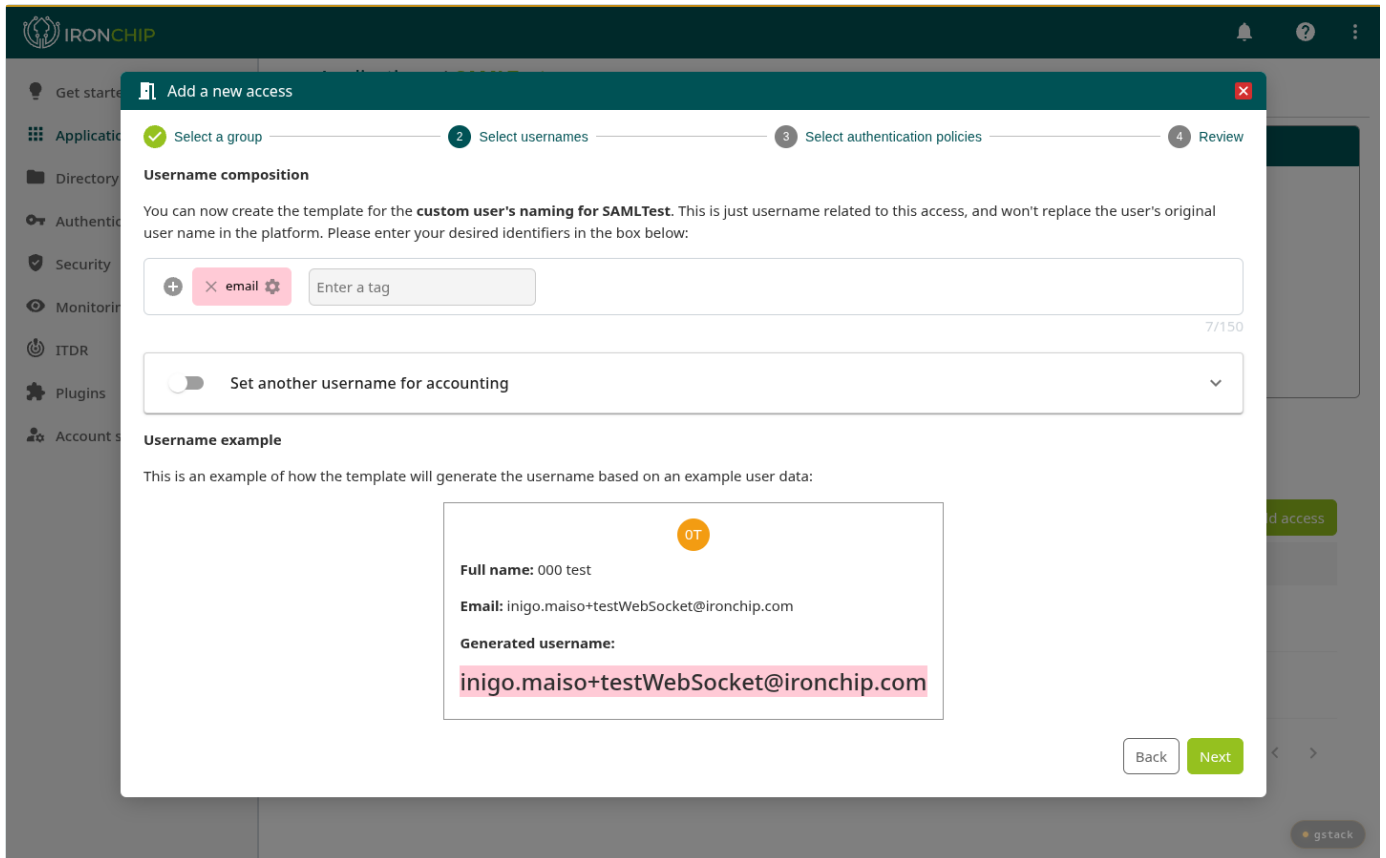 IRONCHIP
Get starte
Applicatic
Directory
Authentic
Security
Monitorin
ITDR
Plugins
Account s
Add a new access
Select a group
2 Select usernames
3 Select authentication policies
4 Review
Username composition
You can now create the template for the custom user's naming for SAMLTest. This is just username related to this access, and won't replace the user's original
user name in the platform. Please enter your desired identifiers in the box below:
email
Enter a tag
7/150
Set another username for accounting
Username example
This is an example of how the template will generate the username based on an example user data:
0T
Full name: 000 test
Email: inigo.maiso+testWebSocket@ironchip.com
Generated username:
inigo.maiso+testWebSocket@ironchip.com
Back
Next
d access
gstack